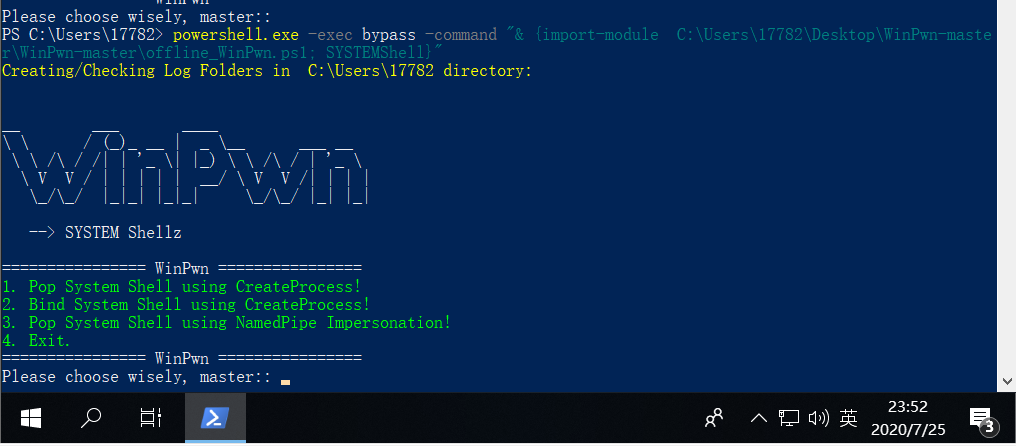 WinPwn
Please choose wisely, master::
PS C:\Users\17782> powershell.exe -exec bypass -command "& {import-module  C:\Users\17782\Desktop\WinPwn-maste
r\WinPwn-master\offline_WinPwn.ps1; SYSTEMShell}"
Creating/Checking Log Folders in  C:\Users\17782 directory:
WinPwn
--> SYSTEM Shellz
================ WinPwn ================
1. Pop System Shell using CreateProcess!
2. Bind System Shell using CreateProcess!
3. Pop System Shell using NamedPipe Impersonation!
4. Exit.
================ WinPwn ================
Please choose wisely, master::
英
23:52
2020/7/25
3